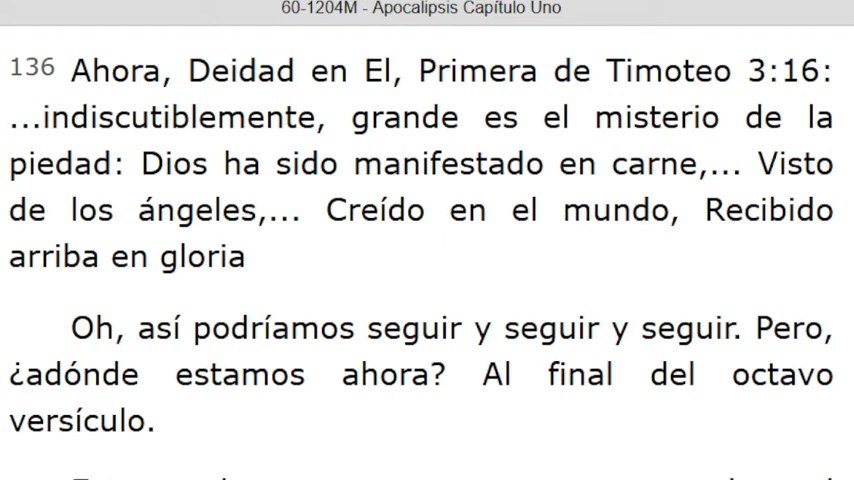 60-1204M - Apocalipsis Capítulo Uno
136 Ahora, Deidad en El, Primera de Timoteo 3:16:
...indiscutiblemente, grande es el misterio de la
piedad: Dios ha sido manifestado en carne,... Visto
de los ángeles,... Creído en el mundo, Recibido
arriba en gloria
Oh, así podríamos seguir y seguir y seguir. Pero,
¿adónde estamos ahora? Al final del octavo
versículo.